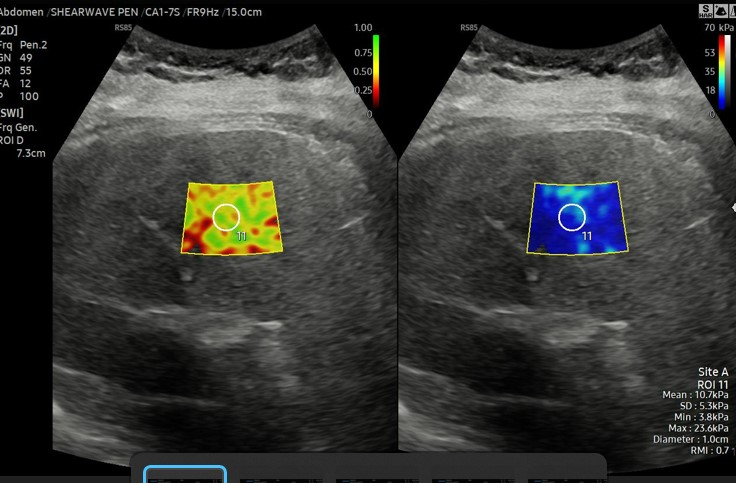 Abdomen /SHEARWAVE PEN /CA1-7S /FR9Hz /15.0cm
[2D]
Frq Pen.2
GN 49
DR 55
FA 12
P 100
[SWI]
Frq Gen.
ROI D
7.3cm
RS85
1.00
0.75
0.50
0.25
0
11
RS85
S
HAR
70 kPa
53
35
18
0
11
Site A
ROI 11
Mean : 10.7kPa
SD : 5.3kPa
Min : 3.8kPa
Max : 23.6kPa
Diameter : 1.0cm
RMI : 0.7